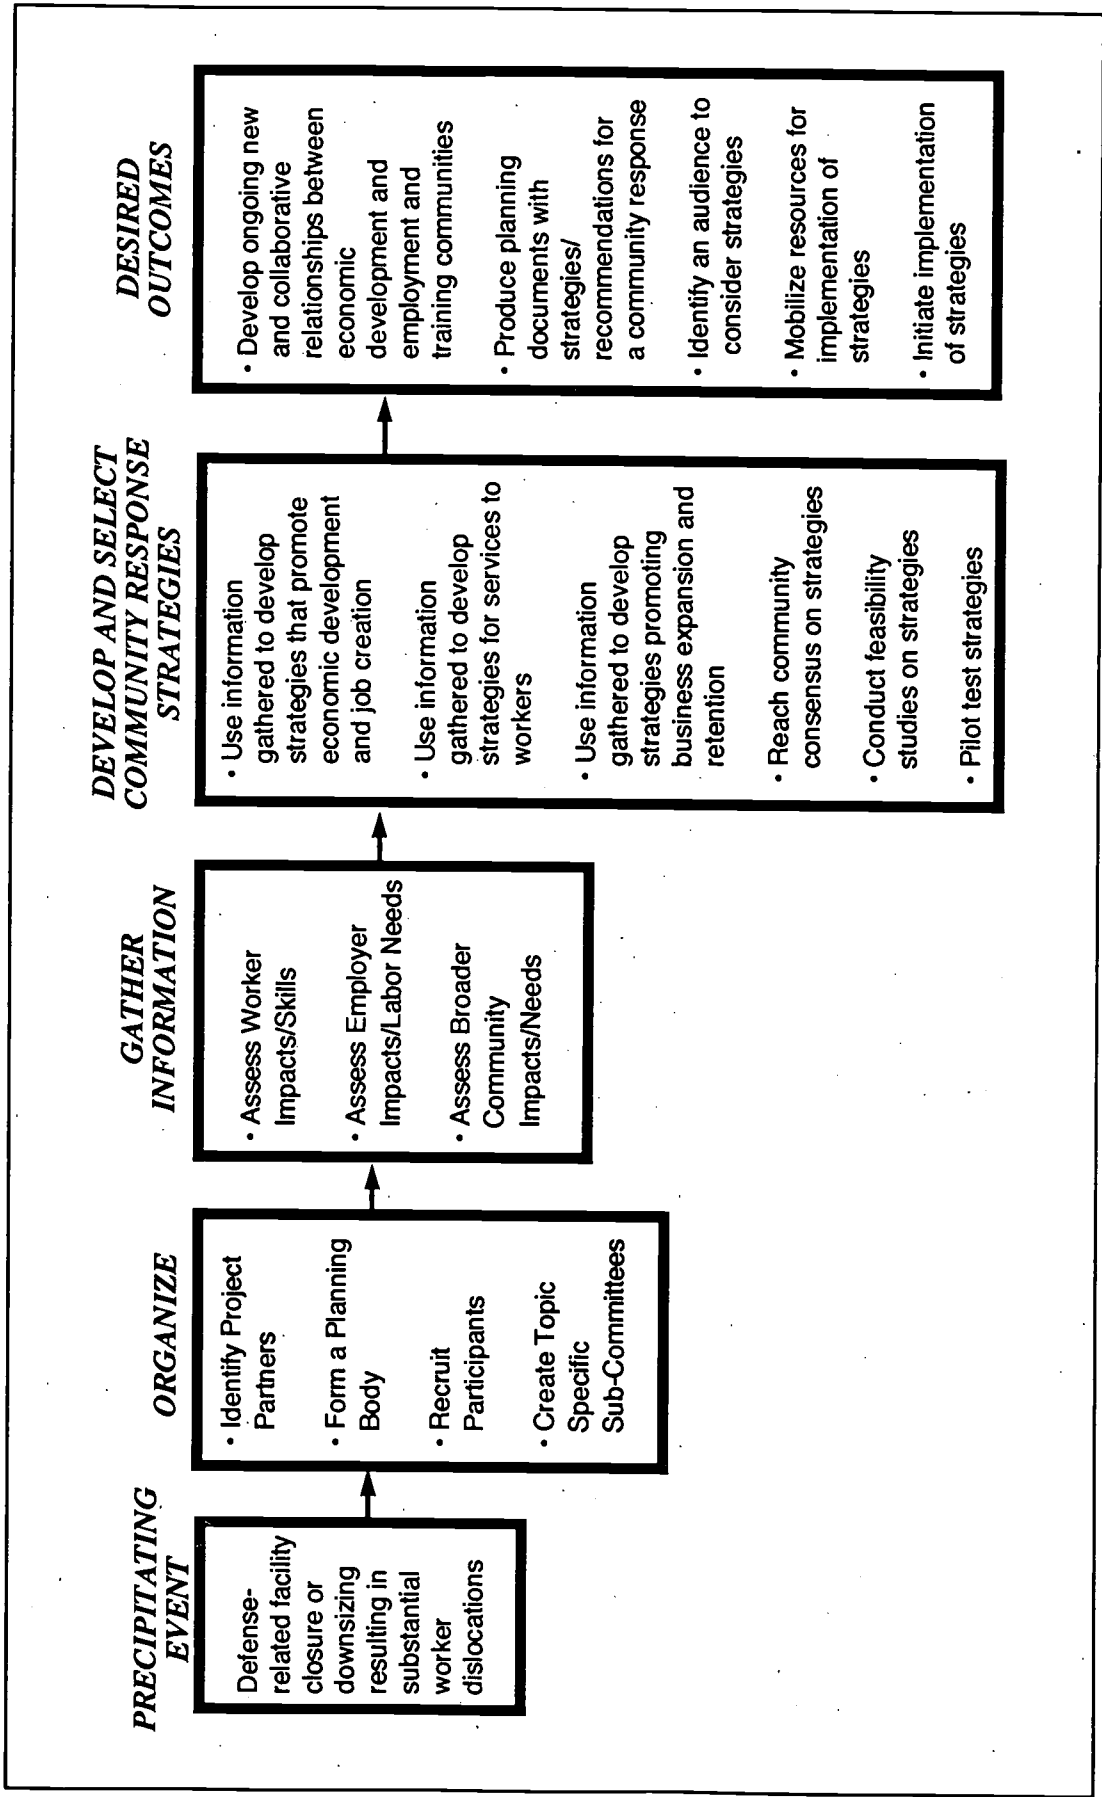 PRECIPITATING
EVENT
Defense-
related facility
closure or
downsizing
resulting in
substantial
worker
dislocations
ORGANIZE
• Identify Project
Partners
• Form a Planning
Body
• Recruit
Participants
• Create Topic
Specific
Sub-Committees
GATHER
INFORMATION
• Assess Worker
Impacts/Skills
• Assess Employer
Impacts/Labor Needs
• Assess Broader
Community
Impacts/Needs
DEVELOP AND SELECT
COMMUNITY RESPONSE
STRATEGIES
• Use information
gathered to develop
strategies that promote
economic development
and job creation
• Use information
gathered to develop
strategies for services to
workers
• Use information
gathered to develop
strategies promoting
business expansion and
retention
• Reach community
consensus on strategies
• Conduct feasibility
studies on strategies
• Pilot test strategies
DESIRED
OUTCOMES
• Develop ongoing new
and collaborative
relationships between
economic
development and
employment and
training communities
• Produce planning
documents with
strategies/
recommendations for
a community response
• Identify an audience to
consider strategies
• Mobilize resources for
implementation of
strategies
• Initiate implementation
of strategies